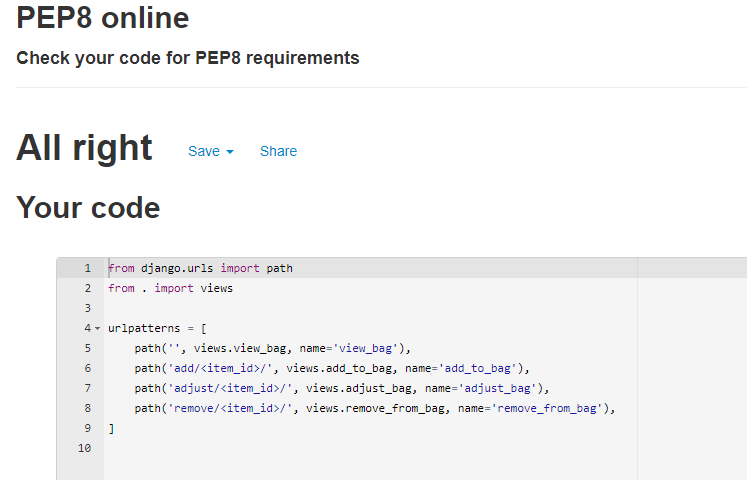 PEP8 online
Check your code for PEP8 requirements
All right Save Share
Your code
1 from django.urls import path
2 from . import views
3
4 urlpatterns = [
5     path('', views.view_bag, name='view_bag'),
6     path('add/<item_id>/', views.add_to_bag, name='add_to_bag'),
7     path('adjust/<item_id>/', views.adjust_bag, name='adjust_bag'),
8     path('remove/<item_id>/', views.remove_from_bag, name='remove_from_bag'),
9 ]
10